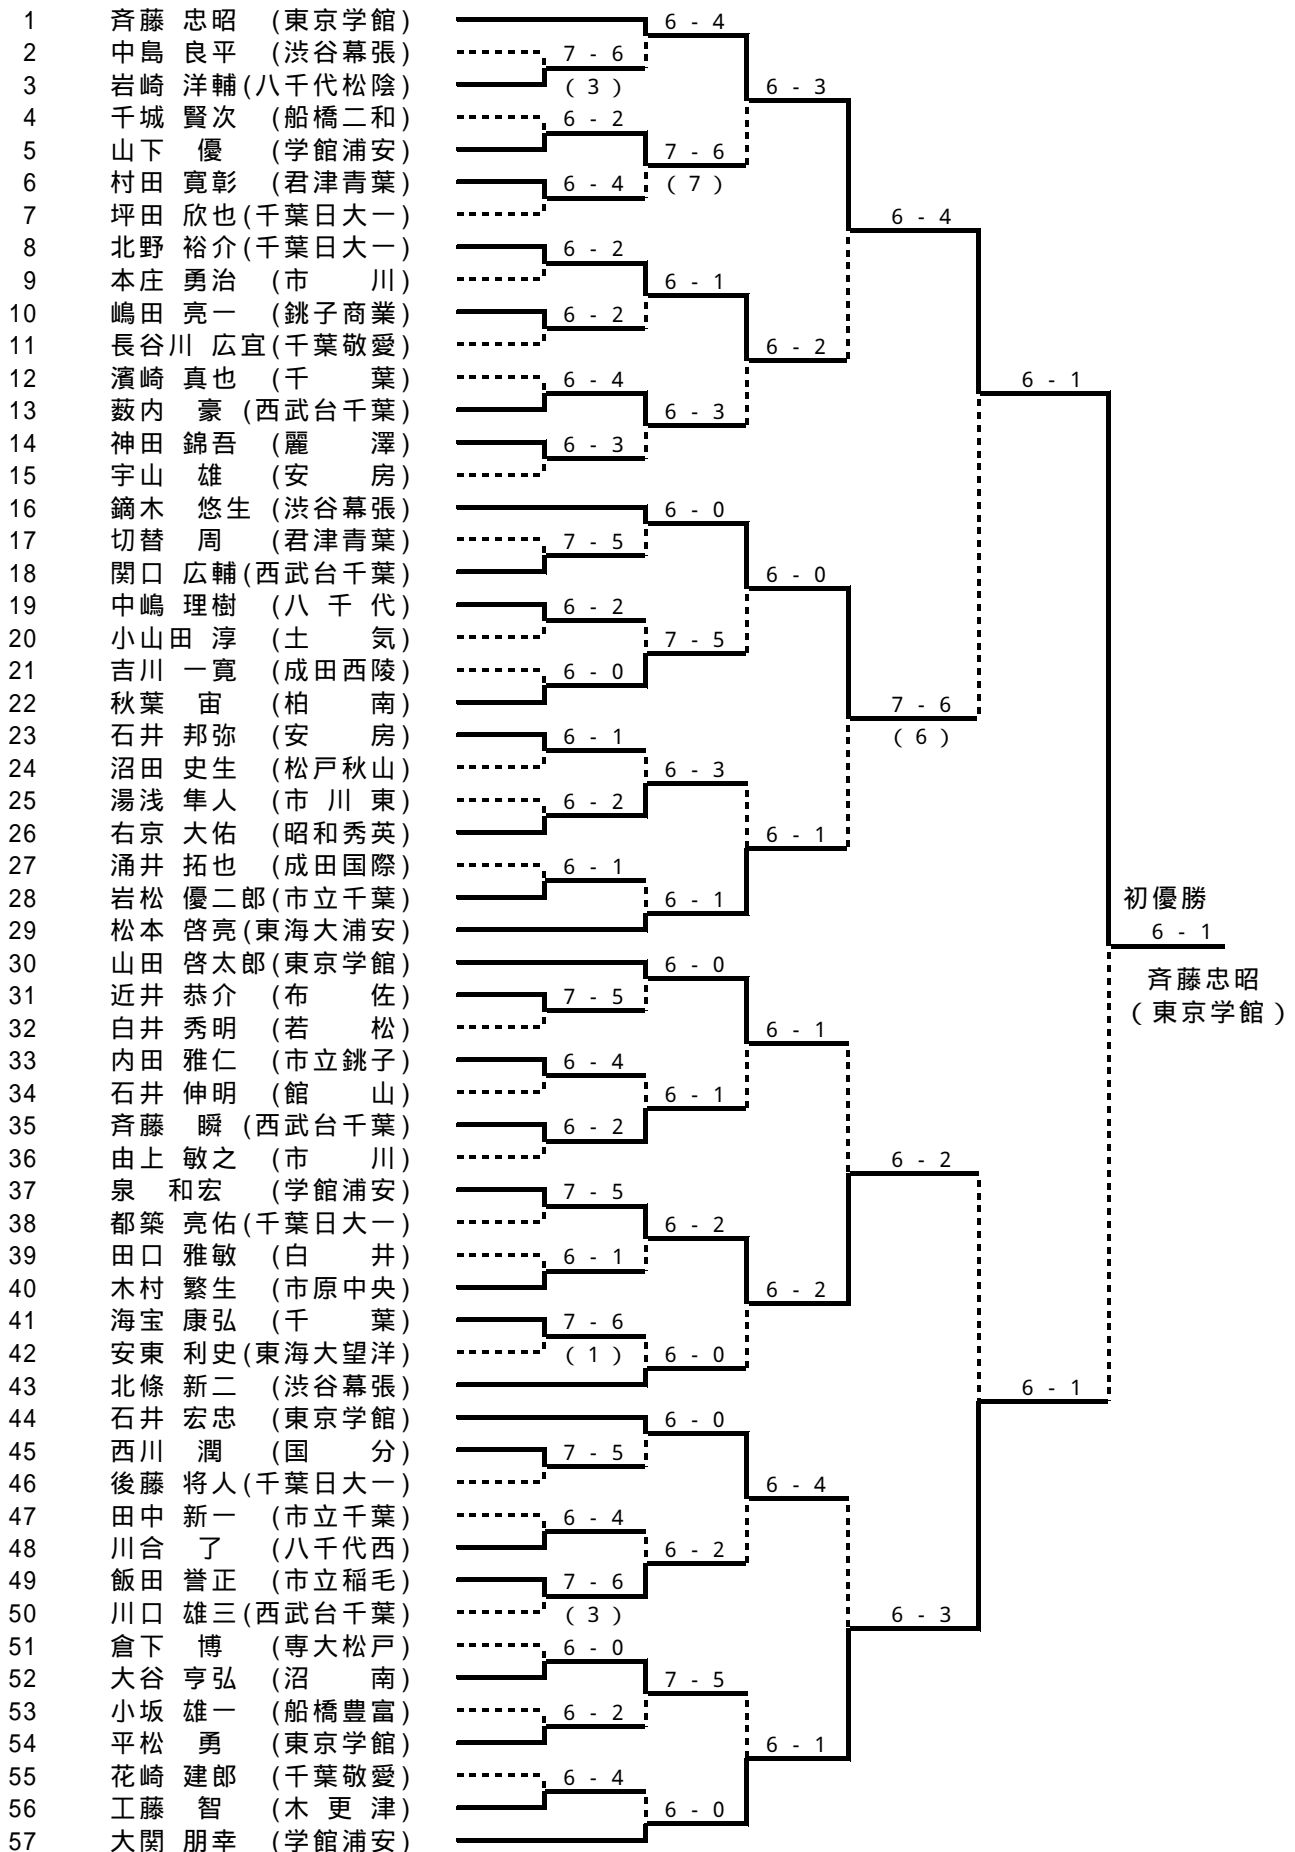 1 斉藤 忠昭 (東京学館) 6 - 4
2 中島 良平 (渋谷幕張) 7 - 6
3 岩崎 洋輔(八千代松陰) (3) 6 - 3
4 千城 賢次 (船橋二和) 6 - 2
5 山下 優 (学館浦安) 7 - 6
6 村田 寛彰 (君津青葉) 6 - 4 (7)
7 坪田 欣也(千葉日大一) 6 - 4
8 北野 裕介(千葉日大一) 6 - 2
9 本庄 勇治 (市 川) 6 - 1
10 嶋田 亮一 (銚子商業) 6 - 2
11 長谷川 広宜(千葉敬愛) 6 - 2
12 濱崎 真也 (千 葉) 6 - 4 6 - 1
13 薮内 豪 (西武台千葉) 6 - 3
14 神田 錦吾 (麗 澤) 6 - 3
15 宇山 雄 (安 房)
16 鏑木 悠生 (渋谷幕張) 6 - 0
17 切替 周 (君津青葉) 7 - 5
18 関口 広輔(西武台千葉) 6 - 0
19 中嶋 理樹 (八 千 代) 6 - 2
20 小山田 淳 (土 気) 7 - 5
21 吉川 一寛 (成田西陵) 6 - 0
22 秋葉 宙 (柏 南) 7 - 6
23 石井 邦弥 (安 房) 6 - 1 (6)
24 沼田 史生 (松戸秋山) 6 - 3
25 湯浅 隼人 (市 川 東) 6 - 2
26 右京 大佑 (昭和秀英) 6 - 1
27 涌井 拓也 (成田国際) 6 - 1
28 岩松 優二郎(市立千葉) 6 - 1 初優勝
29 松本 啓亮(東海大浦安) 6 - 1
30 山田 啓太郎(東京学館) 6 - 0 斉藤忠昭
31 近井 恭介 (布 佐) 7 - 5 (東京学館)
32 白井 秀明 (若 松) 6 - 1
33 内田 雅仁 (市立銚子) 6 - 4
34 石井 伸明 (館 山) 6 - 1
35 斉藤 瞬 (西武台千葉) 6 - 2
36 由上 敏之 (市 川) 6 - 2
37 泉 和宏 (学館浦安) 7 - 5
38 都築 亮佑(千葉日大一) 6 - 2
39 田口 雅敏 (白 井) 6 - 1
40 木村 繁生 (市原中央) 6 - 2
41 海宝 康弘 (千 葉) 7 - 6
42 安東 利史(東海大望洋) (1) 6 - 0
43 北條 新二 (渋谷幕張) 6 - 1
44 石井 宏忠 (東京学館) 6 - 0
45 西川 潤 (国 分) 7 - 5
46 後藤 将人(千葉日大一) 6 - 4
47 田中 新一 (市立千葉) 6 - 4
48 川合 了 (八千代西) 6 - 2
49 飯田 誉正 (市立稲毛) 7 - 6
50 川口 雄三(西武台千葉) (3) 6 - 3
51 倉下 博 (専大松戸) 6 - 0
52 大谷 亨弘 (沼 南) 7 - 5
53 小坂 雄一 (船橋豊富) 6 - 2
54 平松 勇 (東京学館) 6 - 1
55 花崎 建郎 (千葉敬愛) 6 - 4
56 工藤 智 (木 更 津) 6 - 0
57 大関 朋幸 (学館浦安)